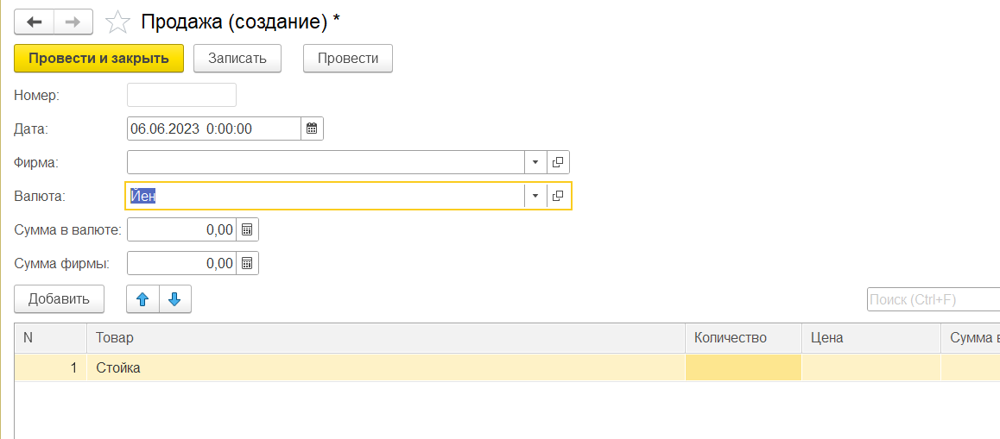 Продажа (создание) *
Провести и закрыть Записать Провести
Номер:
Дата: 06.06.2023 0:00:00
Фирма:
Валюта: Йен
Сумма в валюте: 0,00
Сумма фирмы: 0,00
Добавить Поиск (Ctrl+F)
N Товар Количество Цена Сумма в
1 Стойка